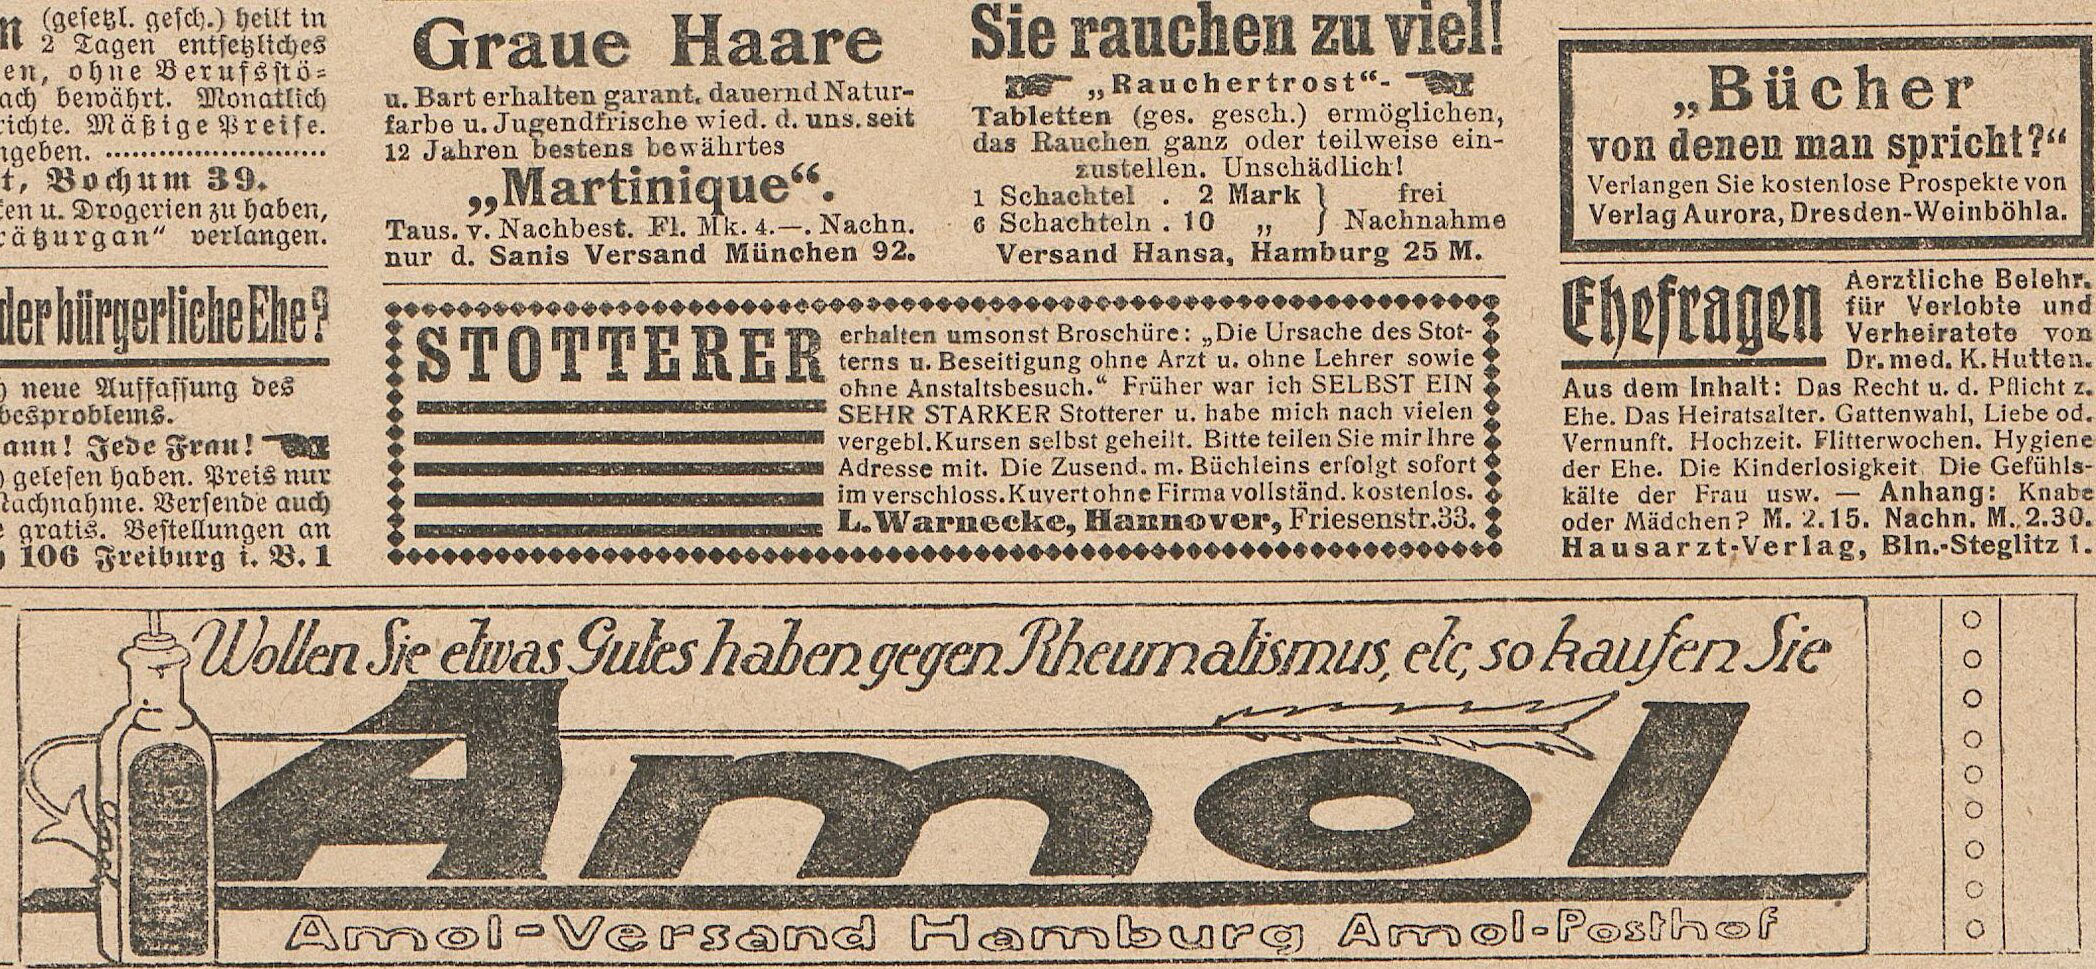 (gesetzl. gesch.) heilt in
2 Tagen entsetzliches
en, ohne Berufsstö-
ach bewährt. Monatlich
richte. Mäßige Preise.
ngeben.
t, Bochum 39.
ken u. Drogerien zu haben,
rätzurgan" verlangen.
der bürgerliche Ehe?
neue Auffassung des
besproblems.
ann! Jede Frau!
gelesen haben. Preis nur
Nachnahme. Versende auch
gratis. Bestellungen an
106 Freiburg i. B. 1
Graue Haare
u. Bart erhalten garant. dauernd Natur-
farbe u. Jugendfrische wied. d. uns. seit
12 Jahren bestens bewährtes
„Martinique“.
Taus. v. Nachbest. Fl. Mk. 4.—. Nachn.
nur d. Sanis Versand München 92.
Sie rauchen zu viel!
„Rauchertrost“-
Tabletten (ges. gesch.) ermöglichen,
das Rauchen ganz oder teilweise ein-
zustellen. Unschädlich!
1 Schachtel . 2 Mark } frei
6 Schachteln . 10 „ } Nachnahme
Versand Hansa, Hamburg 25 M.
STOTTERER
erhalten umsonst Broschüre: „Die Ursache des Stot-
terns u. Beseitigung ohne Arzt u. ohne Lehrer sowie
ohne Anstaltsbesuch.“ Früher war ich SELBST EIN
SEHR STARKER Stotterer u. habe mich nach vielen
vergebl. Kursen selbst geheilt. Bitte teilen Sie mir Ihre
Adresse mit. Die Zusend. m. Büchleins erfolgt sofort
im verschloss. Kuvert ohne Firma vollständ. kostenlos.
L. Warnecke, Hannover, Friesenstr. 33.
„Bücher
von denen man spricht?“
Verlangen Sie kostenlose Prospekte von
Verlag Aurora, Dresden-Weinböhla.
Ehefragen
Aerztliche Belehr.
für Verlobte und
Verheiratete von
Dr. med. K. Hutten.
Aus dem Inhalt: Das Recht u. d. Pflicht z.
Ehe. Das Heiratsalter. Gattenwahl, Liebe od.
Vernunft. Hochzeit. Flitterwochen. Hygiene
der Ehe. Die Kinderlosigkeit. Die Gefühls-
kälte der Frau usw. — Anhang: Knabe
oder Mädchen? M. 2.15. Nachn. M. 2.30.
Hausarzt-Verlag, Bln.-Steglitz 1.
Wollen Sie etwas Gutes haben gegen Rheumatismus, etc, so kaufen Sie
Amol
Amol-Versand Hamburg Amol-Posthof